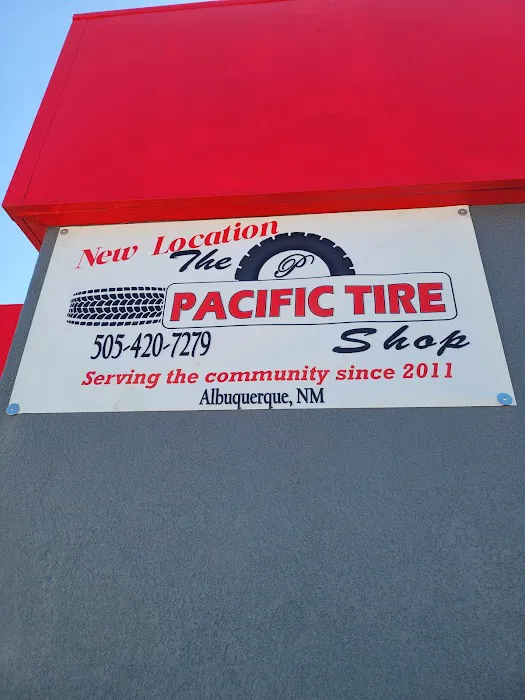 New Location
The
P
PACIFIC TIRE
Shop
505-420-7279
Serving the community since 2011
Albuquerque, NM